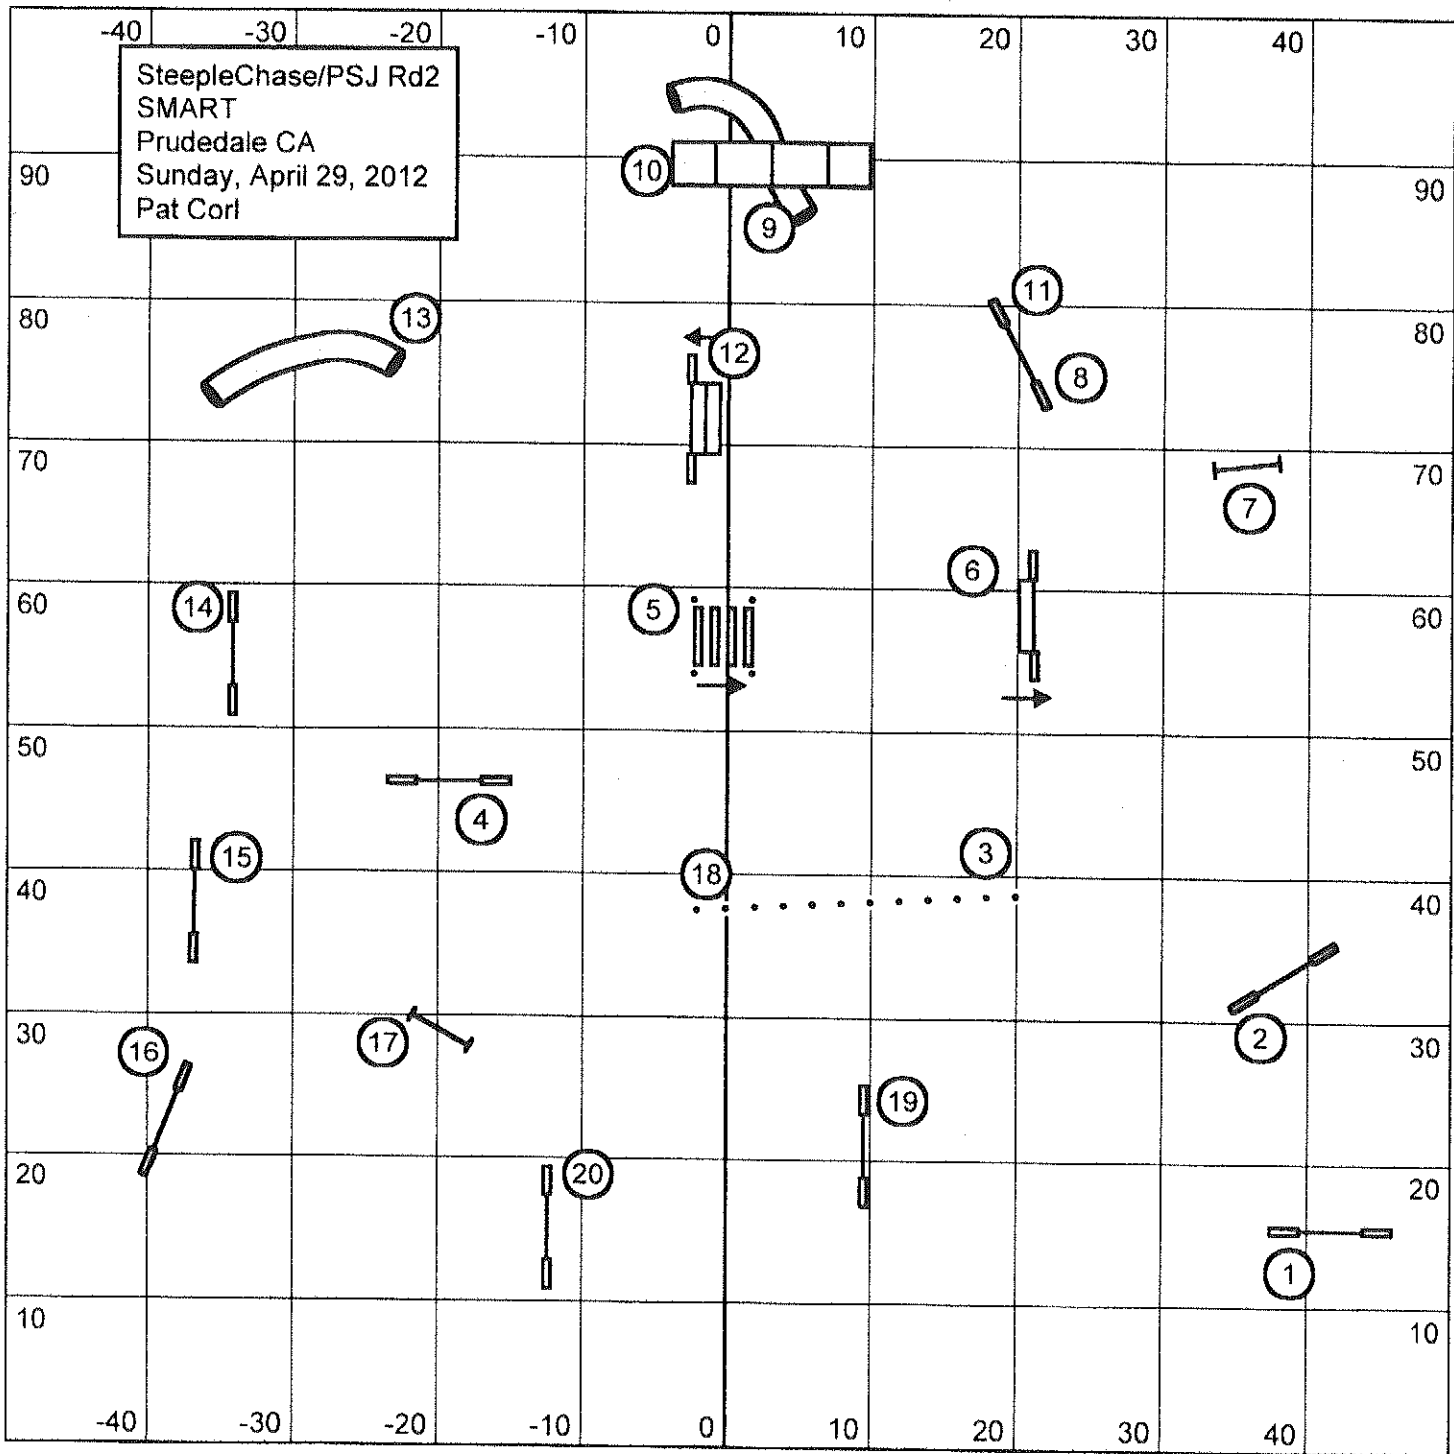 -40 -30 -20 -10 0 10 20 30 40
SteepleChase/PSJ Rd2
SMART
Prudedale CA
Sunday, April 29, 2012
Pat Corl
90 10 9 90
80 13 12 11 80
8
70 7 70
60 14 5 6 60
50 50
4
40 15 18 3 40
30 16 17 2 30
19
20 20 20
1
10 10
-40 -30 -20 -10 0 10 20 30 40